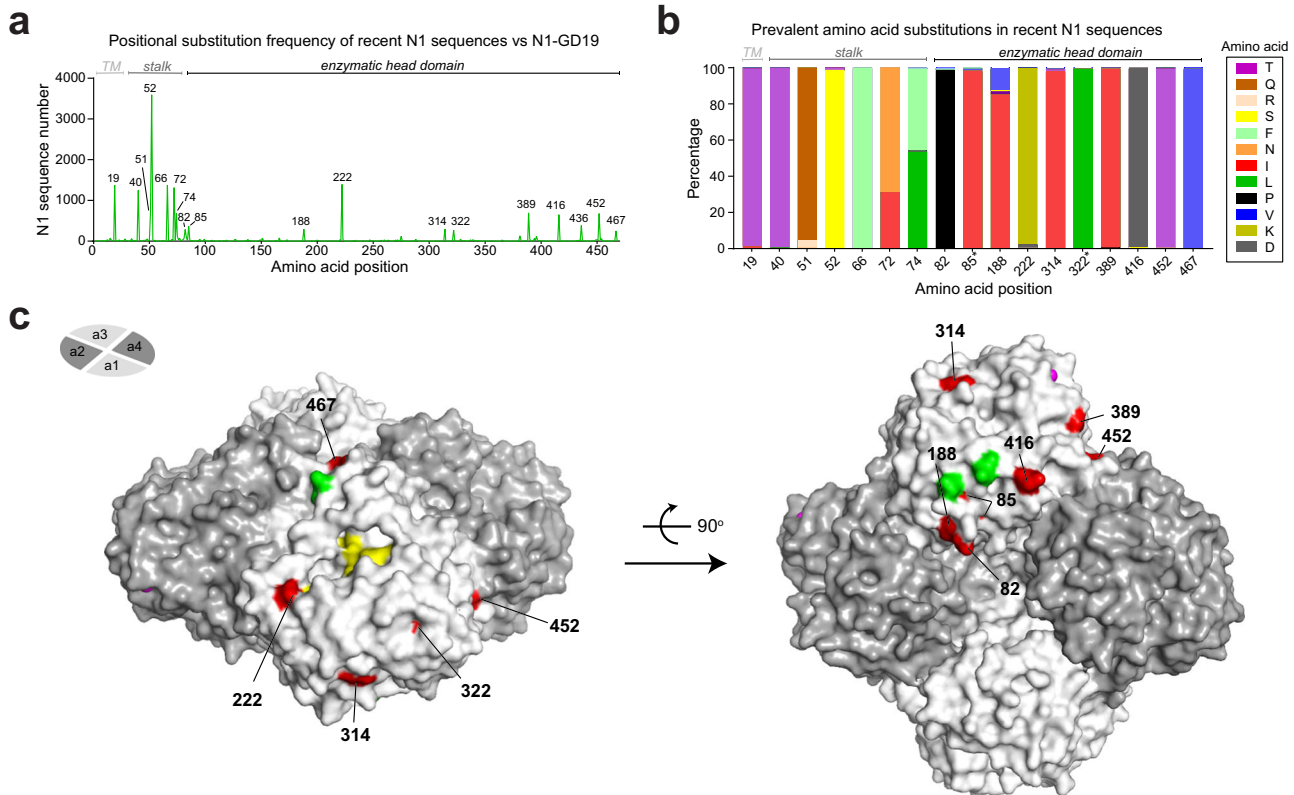 a
Positional substitution frequency of recent N1 sequences vs N1-GD19
TM
stalk
enzymatic head domain
N1 sequence number
4000
3000
2000
1000
0
19
40
51
52
66
72
74
82
85
188
222
314
322
389
416
436
452
467
0
50
100
150
200
250
300
350
400
450
Amino acid position
b
Prevalent amino acid substitutions in recent N1 sequences
TM
stalk
enzymatic head domain
Percentage
100
80
60
40
20
0
19
40
51
52
66
72
74
82
85*
188
222
314
322*
389
416
452
467
Amino acid position
Amino acid
T
Q
R
S
F
N
I
L
P
V
K
D
c
a3
a2
a4
a1
467
222
314
322
452
90°
314
389
452
416
188
85
82